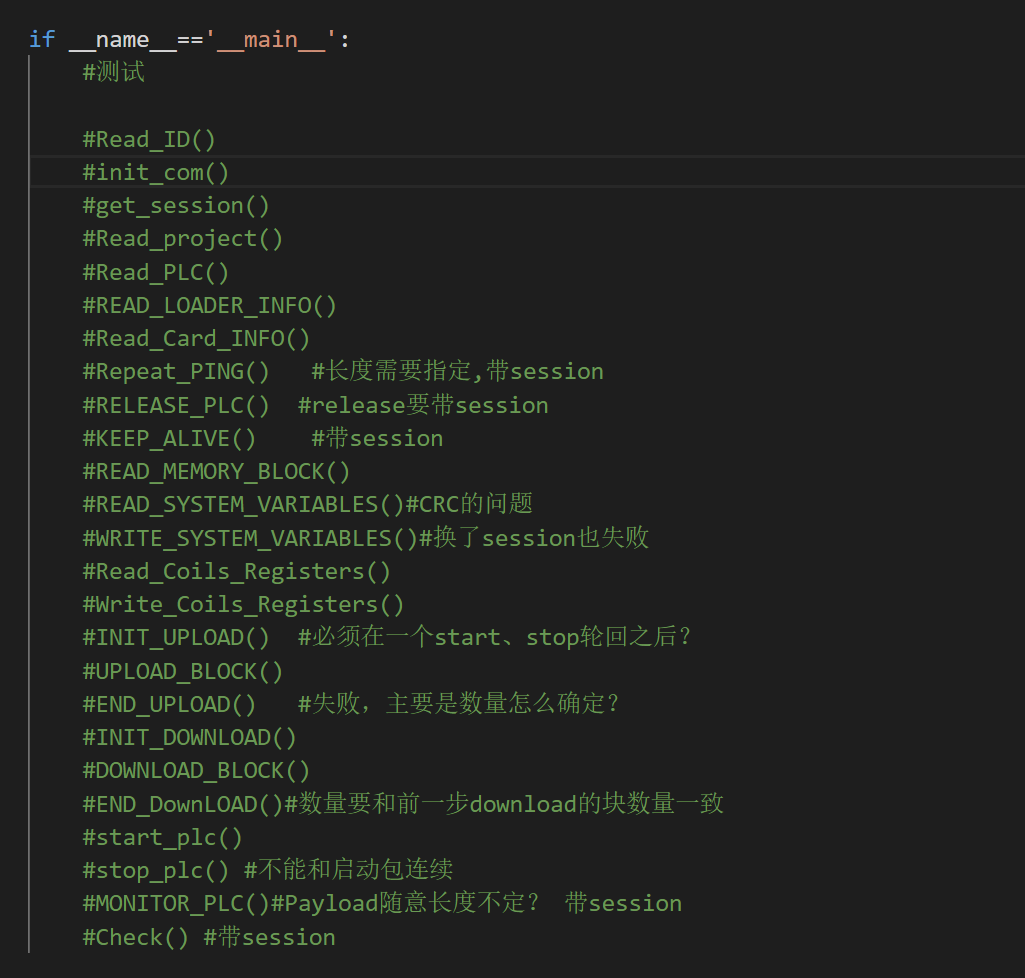 if __name__=='__main__':
#测试
#Read_ID()
#init_com()
#get_session()
#Read_project()
#Read_PLC()
#READ_LOADER_INFO()
#Read_Card_INFO()
#Repeat_PING()   #长度需要指定,带session
#RELEASE_PLC()  #release要带session
#KEEP_ALIVE()    #带session
#READ_MEMORY_BLOCK()
#READ_SYSTEM_VARIABLES()#CRC的问题
#WRITE_SYSTEM_VARIABLES()#换了session也失败
#Read_Coils_Registers()
#Write_Coils_Registers()
#INIT_UPLOAD()  #必须在一个start、stop轮回之后？
#UPLOAD_BLOCK()
#END_UPLOAD()   #失败，主要是数量怎么确定？
#INIT_DOWNLOAD()
#DOWNLOAD_BLOCK()
#END_DownLOAD()#数量要和前一步download的块数量一致
#start_plc()
#stop_plc() #不能和启动包连续
#MONITOR_PLC()#Payload随意长度不定？ 带session
#Check() #带session